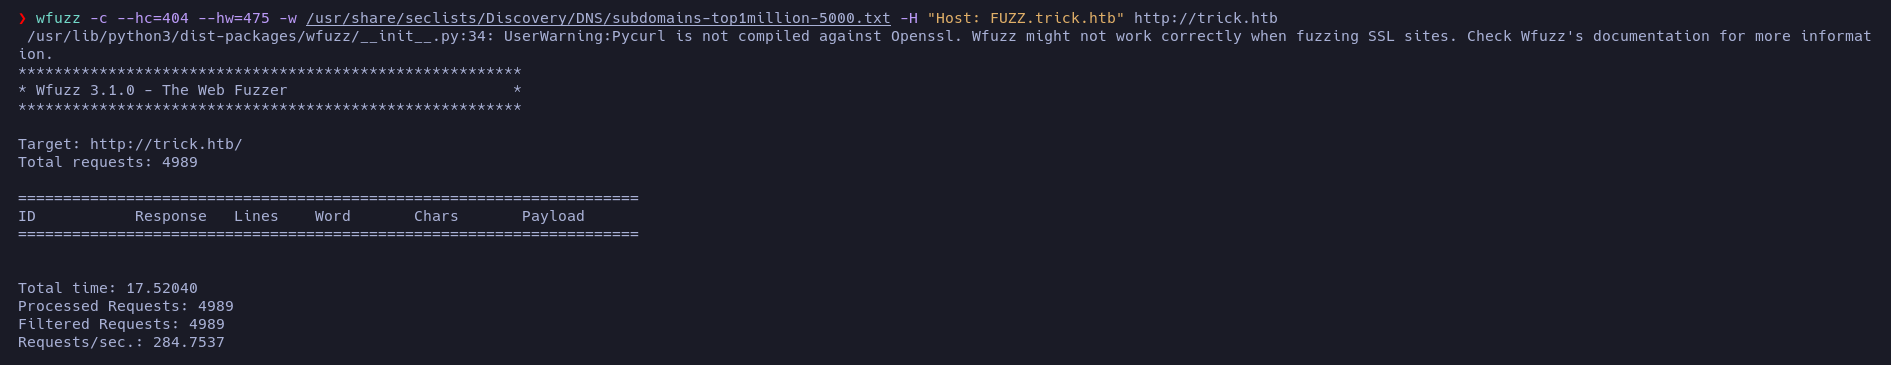 ❯ wfuzz -c --hc=404 --hw=475 -w /usr/share/seclists/Discovery/DNS/subdomains-top1million-5000.txt -H "Host: FUZZ.trick.htb" http://trick.htb
 /usr/lib/python3/dist-packages/wfuzz/__init__.py:34: UserWarning:Pycurl is not compiled against Openssl. Wfuzz might not work correctly when fuzzing SSL sites. Check Wfuzz's documentation for more informat
ion.
********************************************************
* Wfuzz 3.1.0 - The Web Fuzzer                         *
********************************************************
Target: http://trick.htb/
Total requests: 4989
=====================================================================
ID           Response   Lines    Word       Chars       Payload
=====================================================================
Total time: 17.52040
Processed Requests: 4989
Filtered Requests: 4989
Requests/sec.: 284.7537